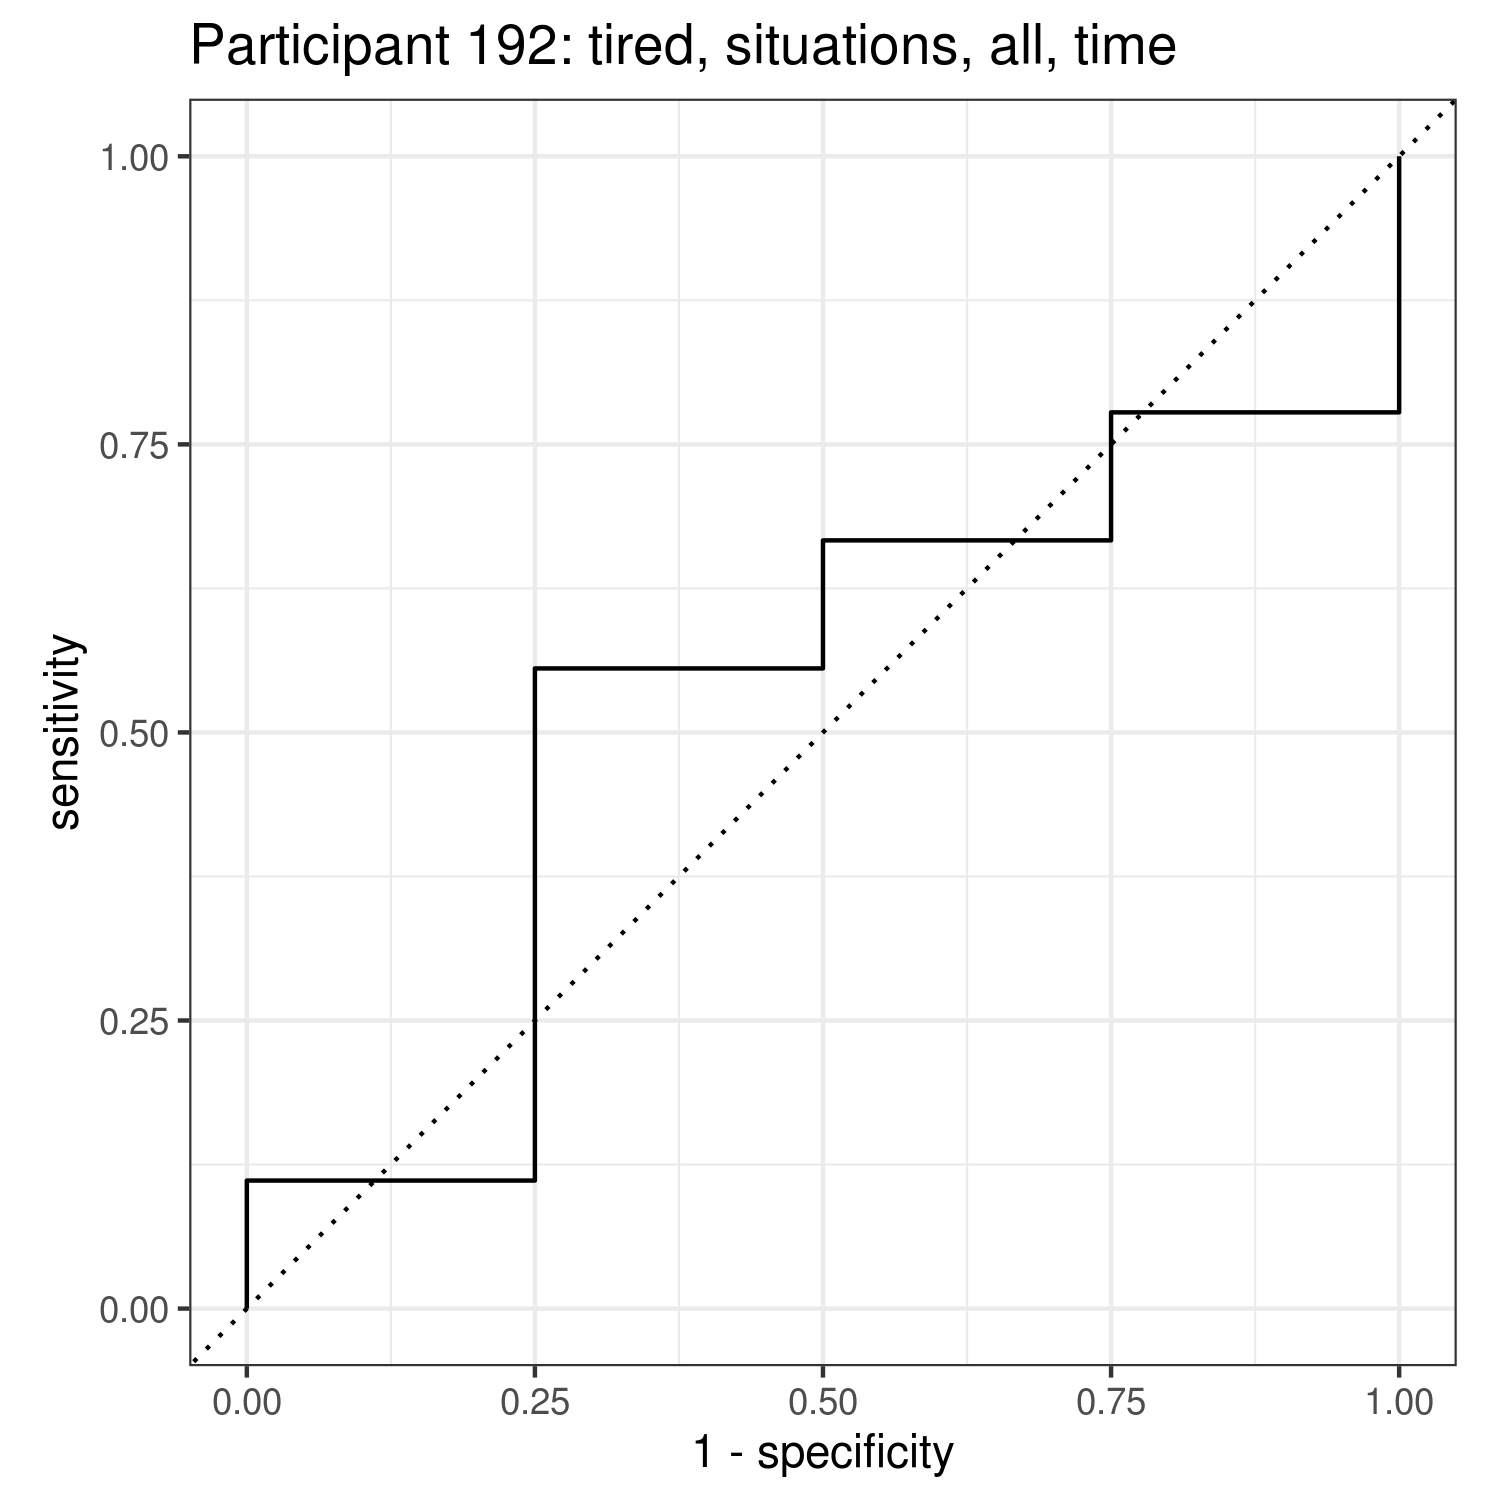 Participant 192: tired, situations, all, time
1.00
0.75
0.50
0.25
0.00
sensitivity
0.00 0.25 0.50 0.75 1.00
1 - specificity